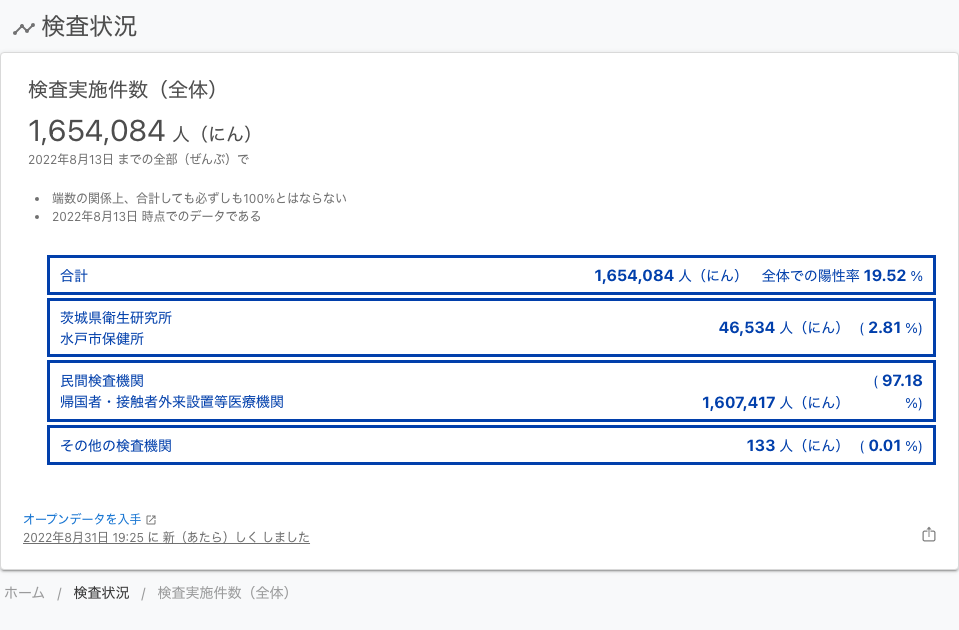 検査状況
検査実施件数（全体）
1,654,084 人（にん）
2022年8月13日 までの全部（ぜんぶ）で
端数の関係上、合計しても必ずしも100%とはならない
2022年8月13日 時点でのデータである
合計 1,654,084 人（にん） 全体での陽性率 19.52 %
茨城県衛生研究所
水戸市保健所
46,534 人（にん） ( 2.81 %)
民間検査機関
帰国者・接触者外来設置等医療機関
1,607,417 人（にん） ( 97.18
%)
その他の検査機関 133 人（にん） ( 0.01 %)
オープンデータを入手
2022年8月31日 19:25 に 新（あたら）しく しました
ホーム / 検査状況 / 検査実施件数（全体）